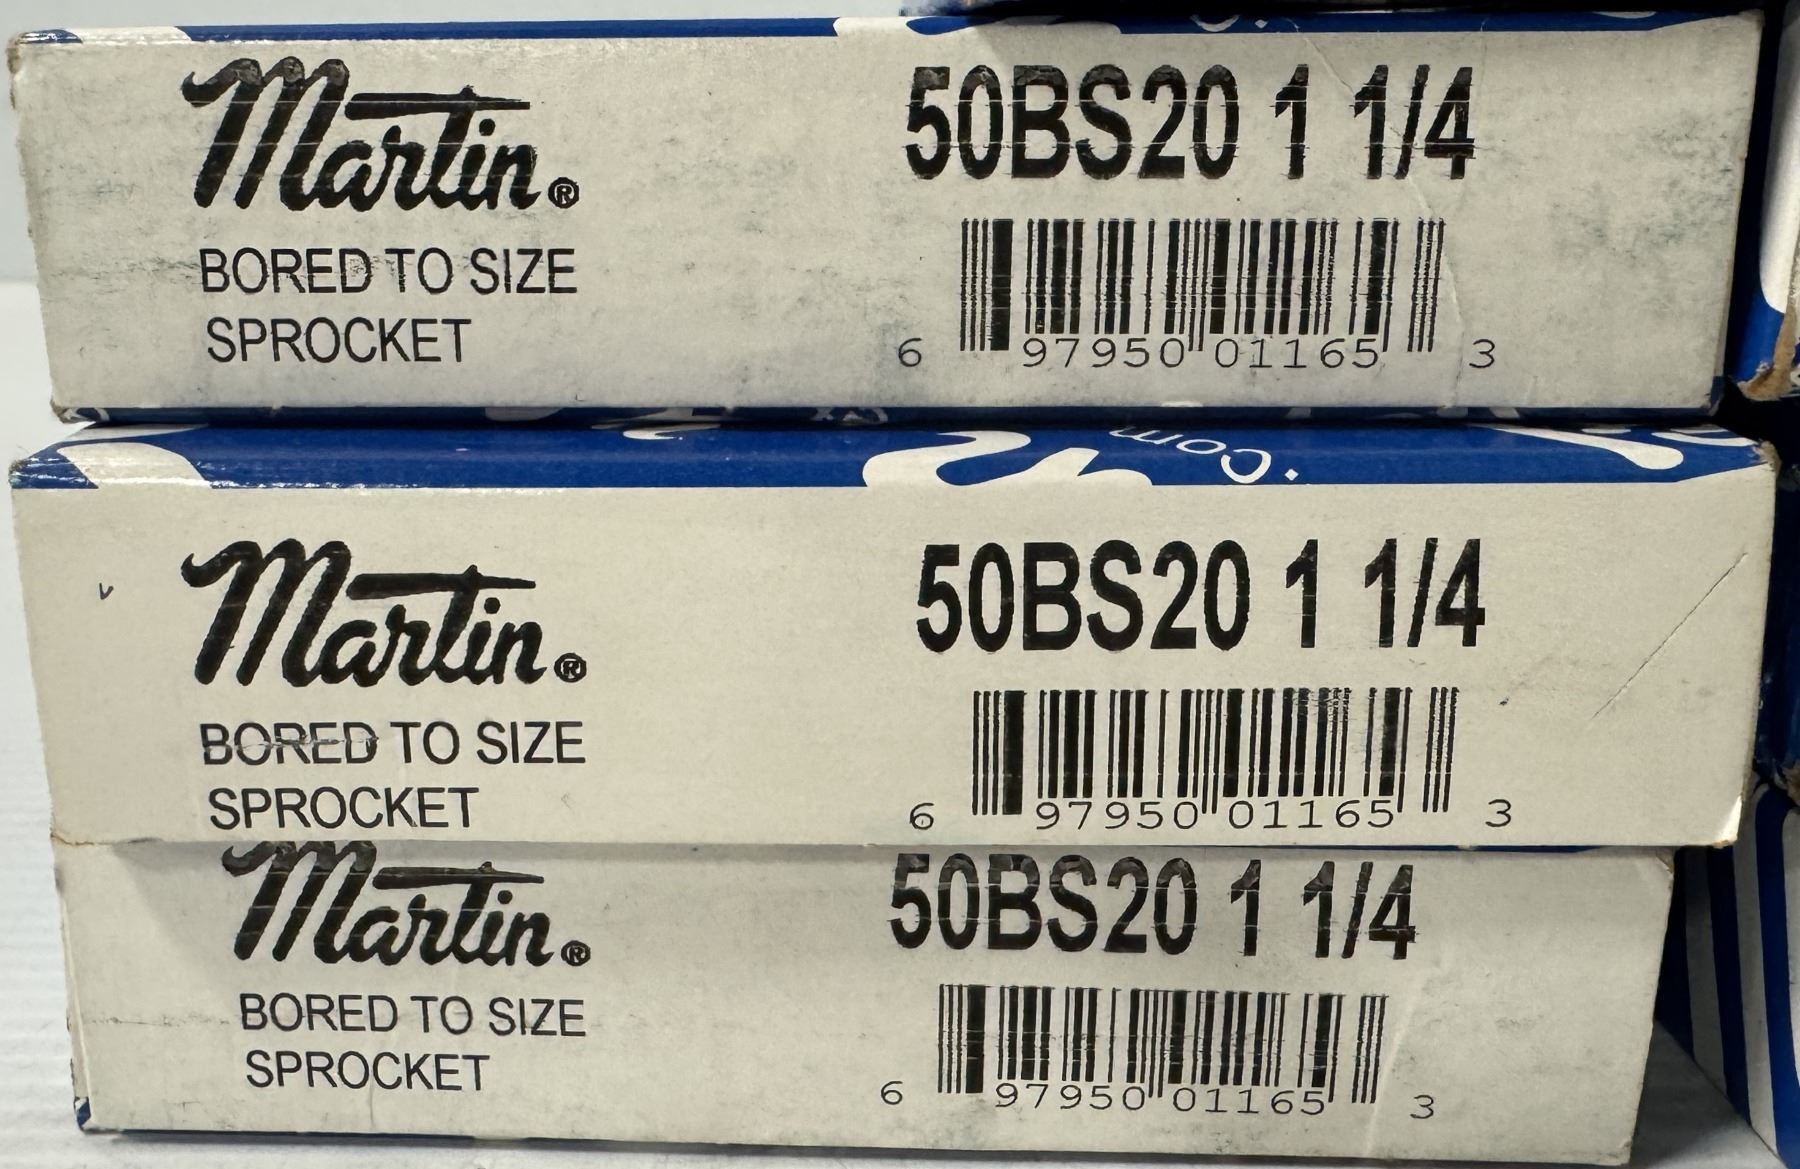 Martin®
50BS20 1 1/4
BORED TO SIZE
SPROCKET
6 97950 01165 3
.com
Martin®
50BS20 1 1/4
BORED TO SIZE
SPROCKET
6 97950 01165 3
Martin®
50BS20 1 1/4
BORED TO SIZE
SPROCKET
6 97950 01165 3